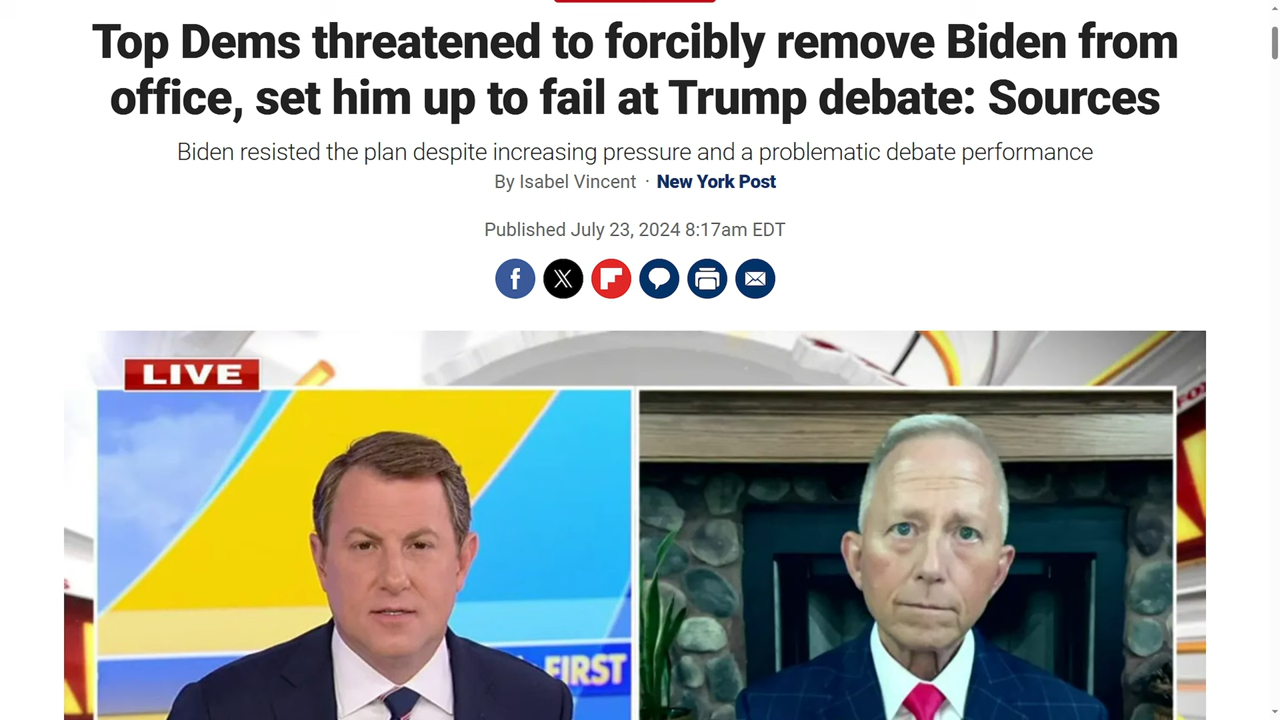 Top Dems threatened to forcibly remove Biden from
office, set him up to fail at Trump debate: Sources
Biden resisted the plan despite increasing pressure and a problematic debate performance
By Isabel Vincent · New York Post
Published July 23, 2024 8:17am EDT
f X
LIVE
FIRST